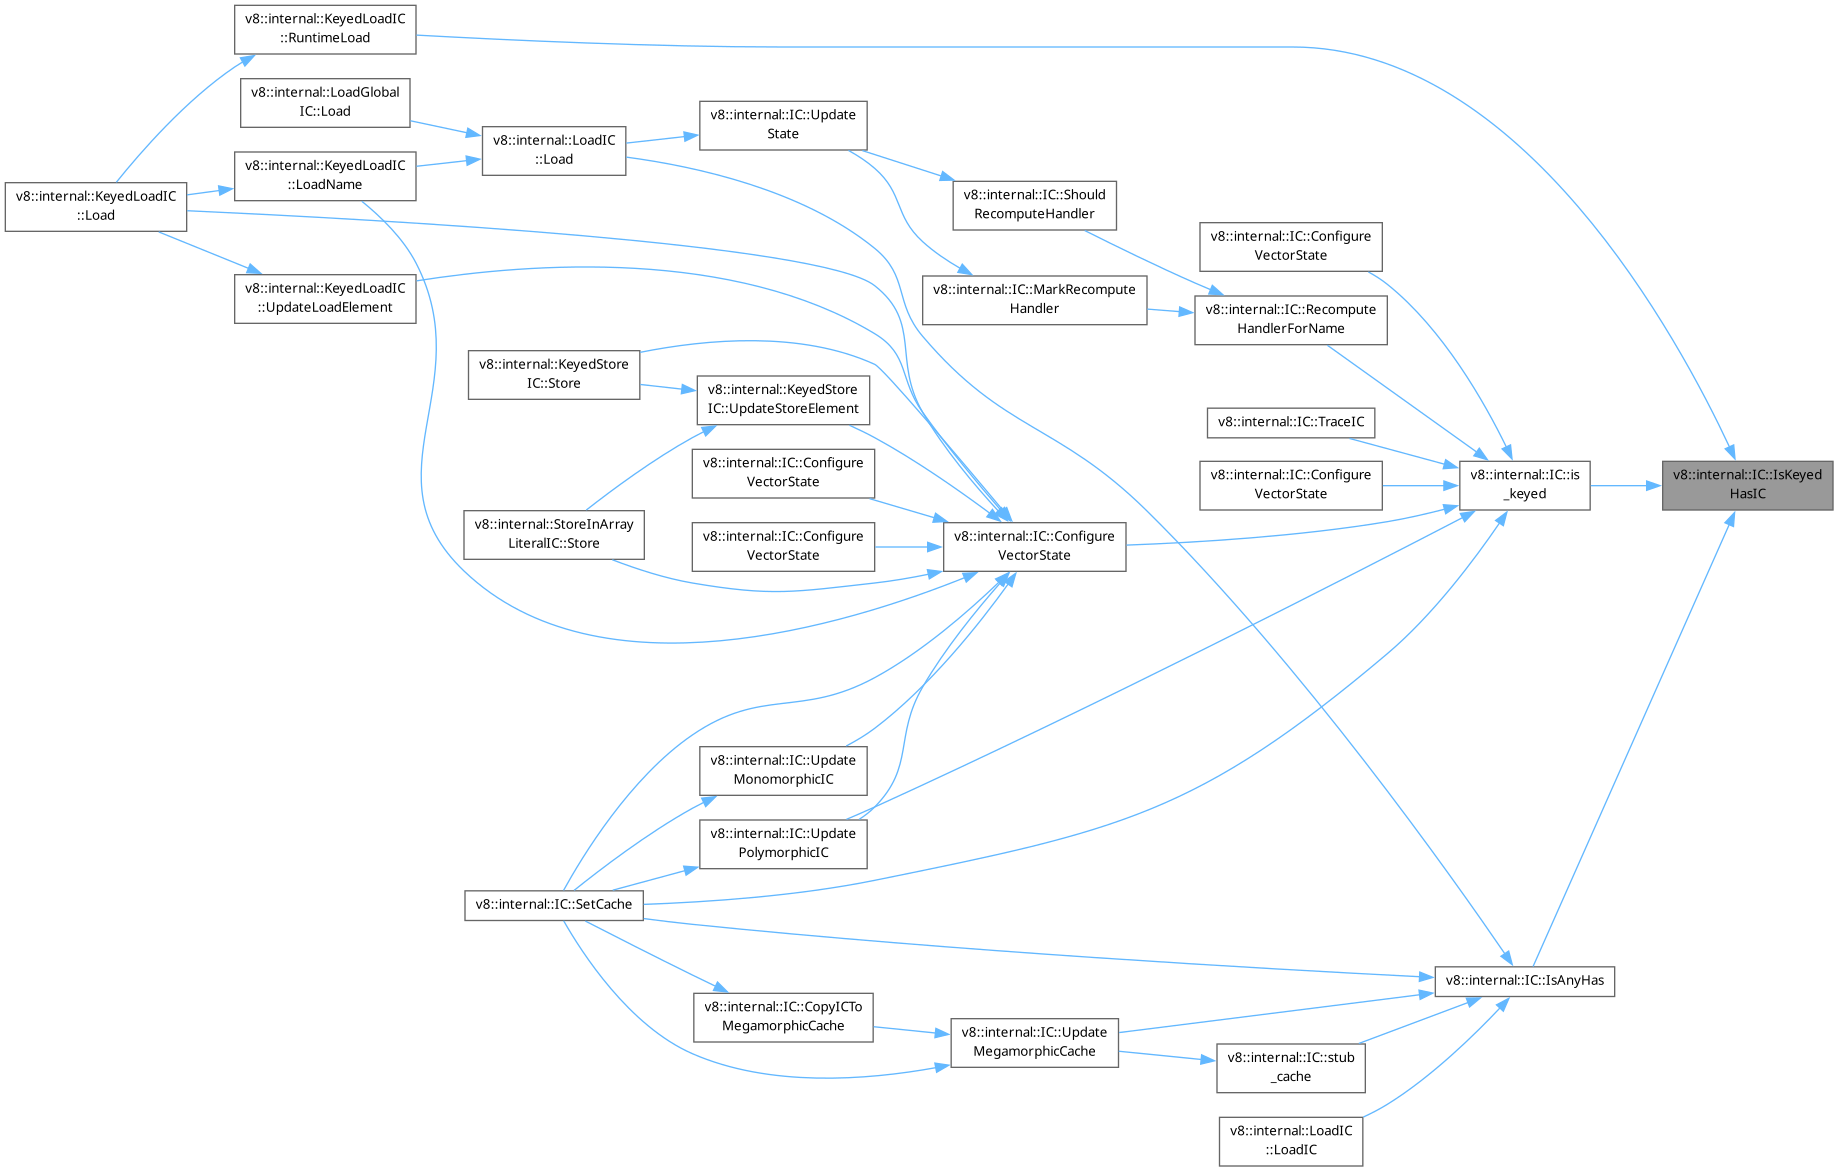 v8::internal::KeyedLoadIC
::RuntimeLoad
v8::internal::LoadGlobal
IC::Load
v8::internal::IC::Update
State
v8::internal::LoadIC
::Load
v8::internal::KeyedLoadIC
::LoadName
v8::internal::KeyedLoadIC
::Load
v8::internal::IC::Should
RecomputeHandler
v8::internal::IC::Configure
VectorState
v8::internal::KeyedLoadIC
::UpdateLoadElement
v8::internal::IC::MarkRecompute
Handler
v8::internal::IC::Recompute
HandlerForName
v8::internal::KeyedStore
IC::Store
v8::internal::KeyedStore
IC::UpdateStoreElement
v8::internal::IC::TraceIC
v8::internal::IC::Configure
VectorState
v8::internal::IC::Configure
VectorState
v8::internal::IC::is
_keyed
v8::internal::IC::IsKeyed
HasIC
v8::internal::StoreInArray
LiteralIC::Store
v8::internal::IC::Configure
VectorState
v8::internal::IC::Configure
VectorState
v8::internal::IC::Update
MonomorphicIC
v8::internal::IC::Update
PolymorphicIC
v8::internal::IC::SetCache
v8::internal::IC::IsAnyHas
v8::internal::IC::CopyICTo
MegamorphicCache
v8::internal::IC::Update
MegamorphicCache
v8::internal::IC::stub
_cache
v8::internal::LoadIC
::LoadIC